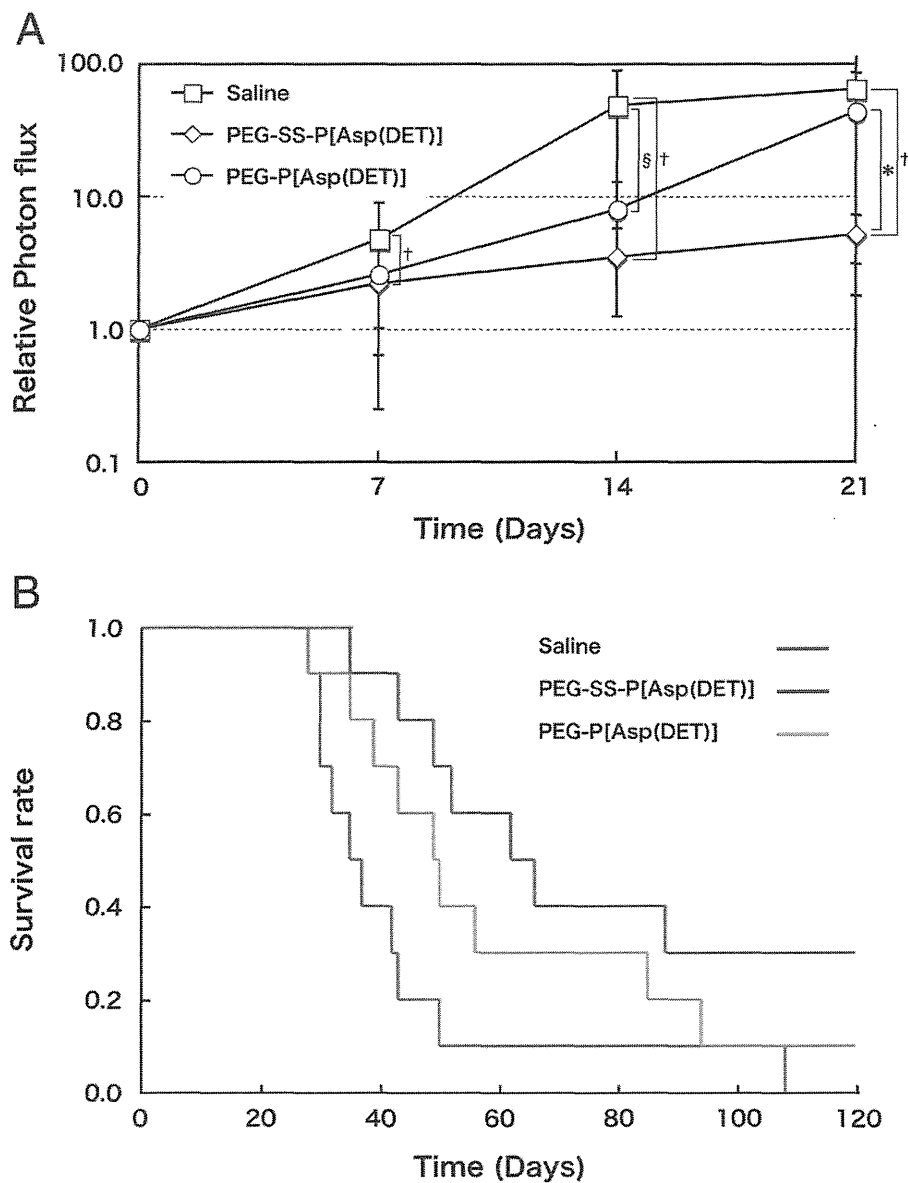 A
Relative Photon flux
100.0
10.0
1.0
0.1
Saline
PEG-SS-P[Asp(DET)]
PEG-P[Asp(DET)]
†
§ †
* †
0 7 14 21
Time (Days)
B
Survival rate
1.0
0.8
0.6
0.4
0.2
0.0
Saline
PEG-SS-P[Asp(DET)]
PEG-P[Asp(DET)]
0 20 40 60 80 100 120
Time (Days)